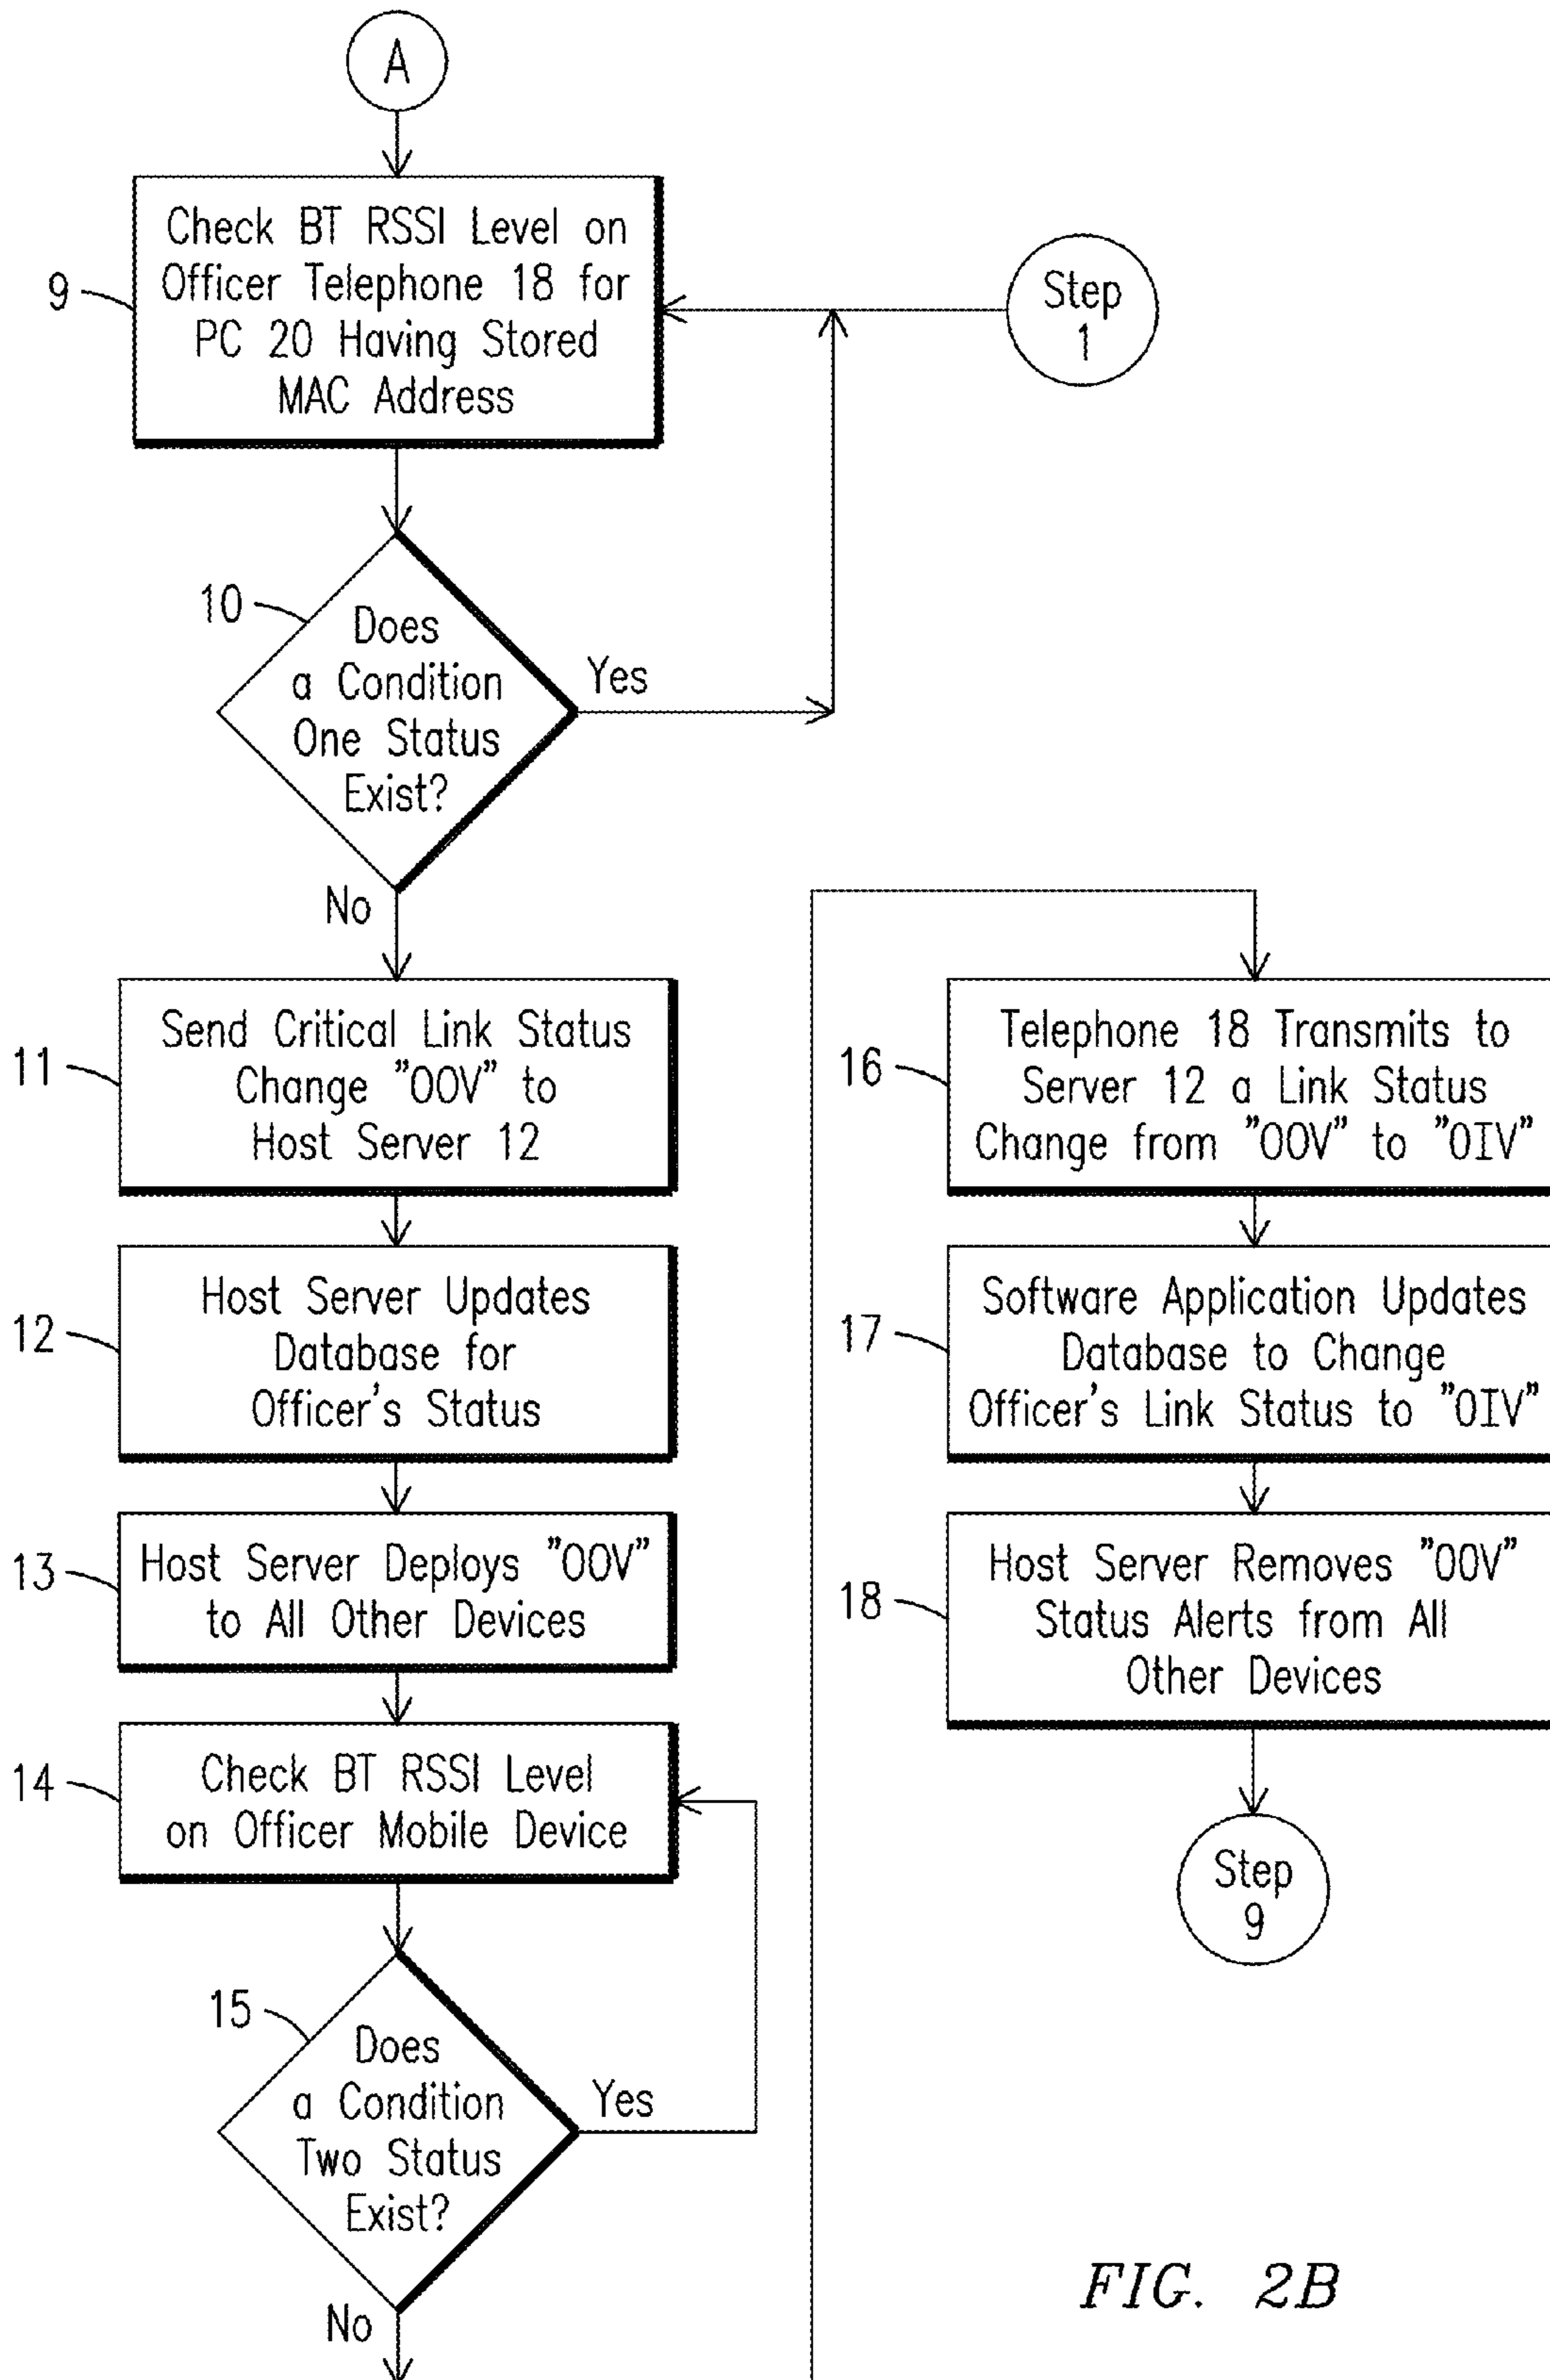 A
Check BT RSSI Level on
Officer Telephone 18 for
PC 20 Having Stored
MAC Address
9
Step
1
10
Does
a Condition
One Status
Exist?
Yes
No
11
Send Critical Link Status
Change "OOV" to
Host Server 12
12
Host Server Updates
Database for
Officer's Status
13
Host Server Deploys "OOV"
to All Other Devices
14
Check BT RSSI Level
on Officer Mobile Device
15
Does
a Condition
Two Status
Exist?
Yes
No
16
Telephone 18 Transmits to
Server 12 a Link Status
Change from "OOV" to "OIV"
17
Software Application Updates
Database to Change
Officer's Link Status to "OIV"
18
Host Server Removes "OOV"
Status Alerts from All
Other Devices
Step
9
FIG. 2B